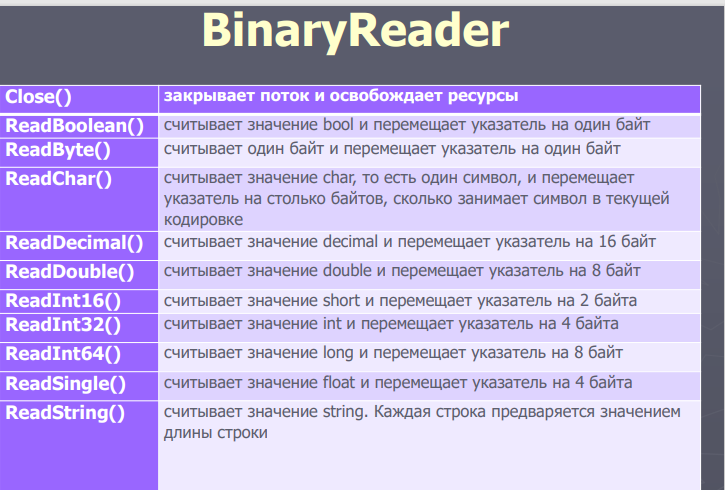 BinaryReader
Close() закрывает поток и освобождает ресурсы
ReadBoolean() считывает значение bool и перемещает указатель на один байт
ReadByte() считывает один байт и перемещает указатель на один байт
ReadChar() считывает значение char, то есть один символ, и перемещает
указатель на столько байтов, сколько занимает символ в текущей
кодировке
ReadDecimal() считывает значение decimal и перемещает указатель на 16 байт
ReadDouble() считывает значение double и перемещает указатель на 8 байт
ReadInt16() считывает значение short и перемещает указатель на 2 байта
ReadInt32() считывает значение int и перемещает указатель на 4 байта
ReadInt64() считывает значение long и перемещает указатель на 8 байт
ReadSingle() считывает значение float и перемещает указатель на 4 байта
ReadString() считывает значение string. Каждая строка предваряется значением
длины строки